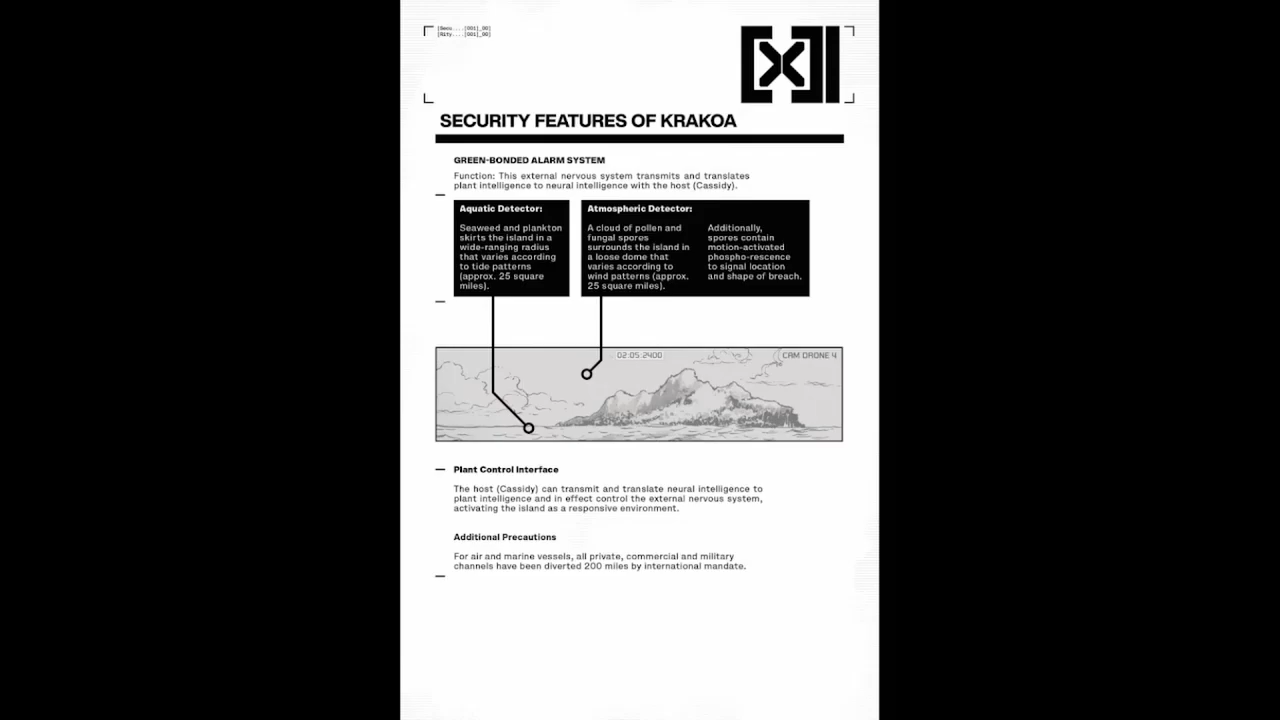 [Secu....[001]_00]
[Rity....[001]_00]
[X]|
SECURITY FEATURES OF KRAKOA
GREEN-BONDED ALARM SYSTEM
Function: This external nervous system transmits and translates
plant intelligence to neural intelligence with the host (Cassidy).
Aquatic Detector:
Seaweed and plankton
skirts the island in a
wide-ranging radius
that varies according
to tide patterns
(approx. 25 square
miles).
Atmospheric Detector:
A cloud of pollen and
fungal spores
surrounds the island in
a loose dome that
varies according to
wind patterns (approx.
25 square miles).
Additionally,
spores contain
motion-activated
phospho-rescence
to signal location
and shape of breach.
02:05:2400
CAM DRONE 4
Plant Control Interface
The host (Cassidy) can transmit and translate neural intelligence to
plant intelligence and in effect control the external nervous system,
activating the island as a responsive environment.
Additional Precautions
For air and marine vessels, all private, commercial and military
channels have been diverted 200 miles by international mandate.